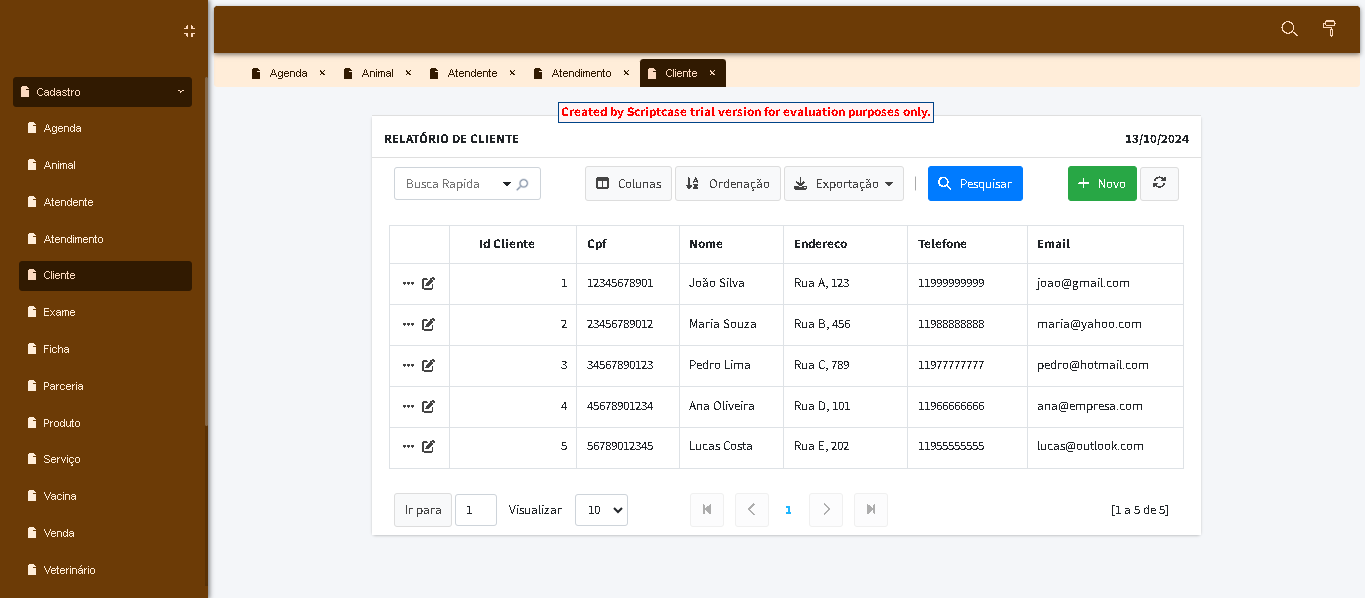 Agenda × Animal × Atendente × Atendimento × Cliente ×
Cadastro
Agenda
Animal
Atendente
Atendimento
Cliente
Exame
Ficha
Parceria
Produto
Serviço
Vacina
Venda
Veterinário
Created by Scriptcase trial version for evaluation purposes only.
RELATÓRIO DE CLIENTE 13/10/2024
Busca Rapida Colunas Ordenação Exportação | Pesquisar + Novo
Id Cliente Cpf Nome Endereco Telefone Email
1 12345678901 João Silva Rua A, 123 11999999999 joao@gmail.com
2 23456789012 Maria Souza Rua B, 456 11988888888 maria@yahoo.com
3 34567890123 Pedro Lima Rua C, 789 11977777777 pedro@hotmail.com
4 45678901234 Ana Oliveira Rua D, 101 11966666666 ana@empresa.com
5 56789012345 Lucas Costa Rua E, 202 11955555555 lucas@outlook.com
Ir para 1 Visualizar 10 1 [1 a 5 de 5]